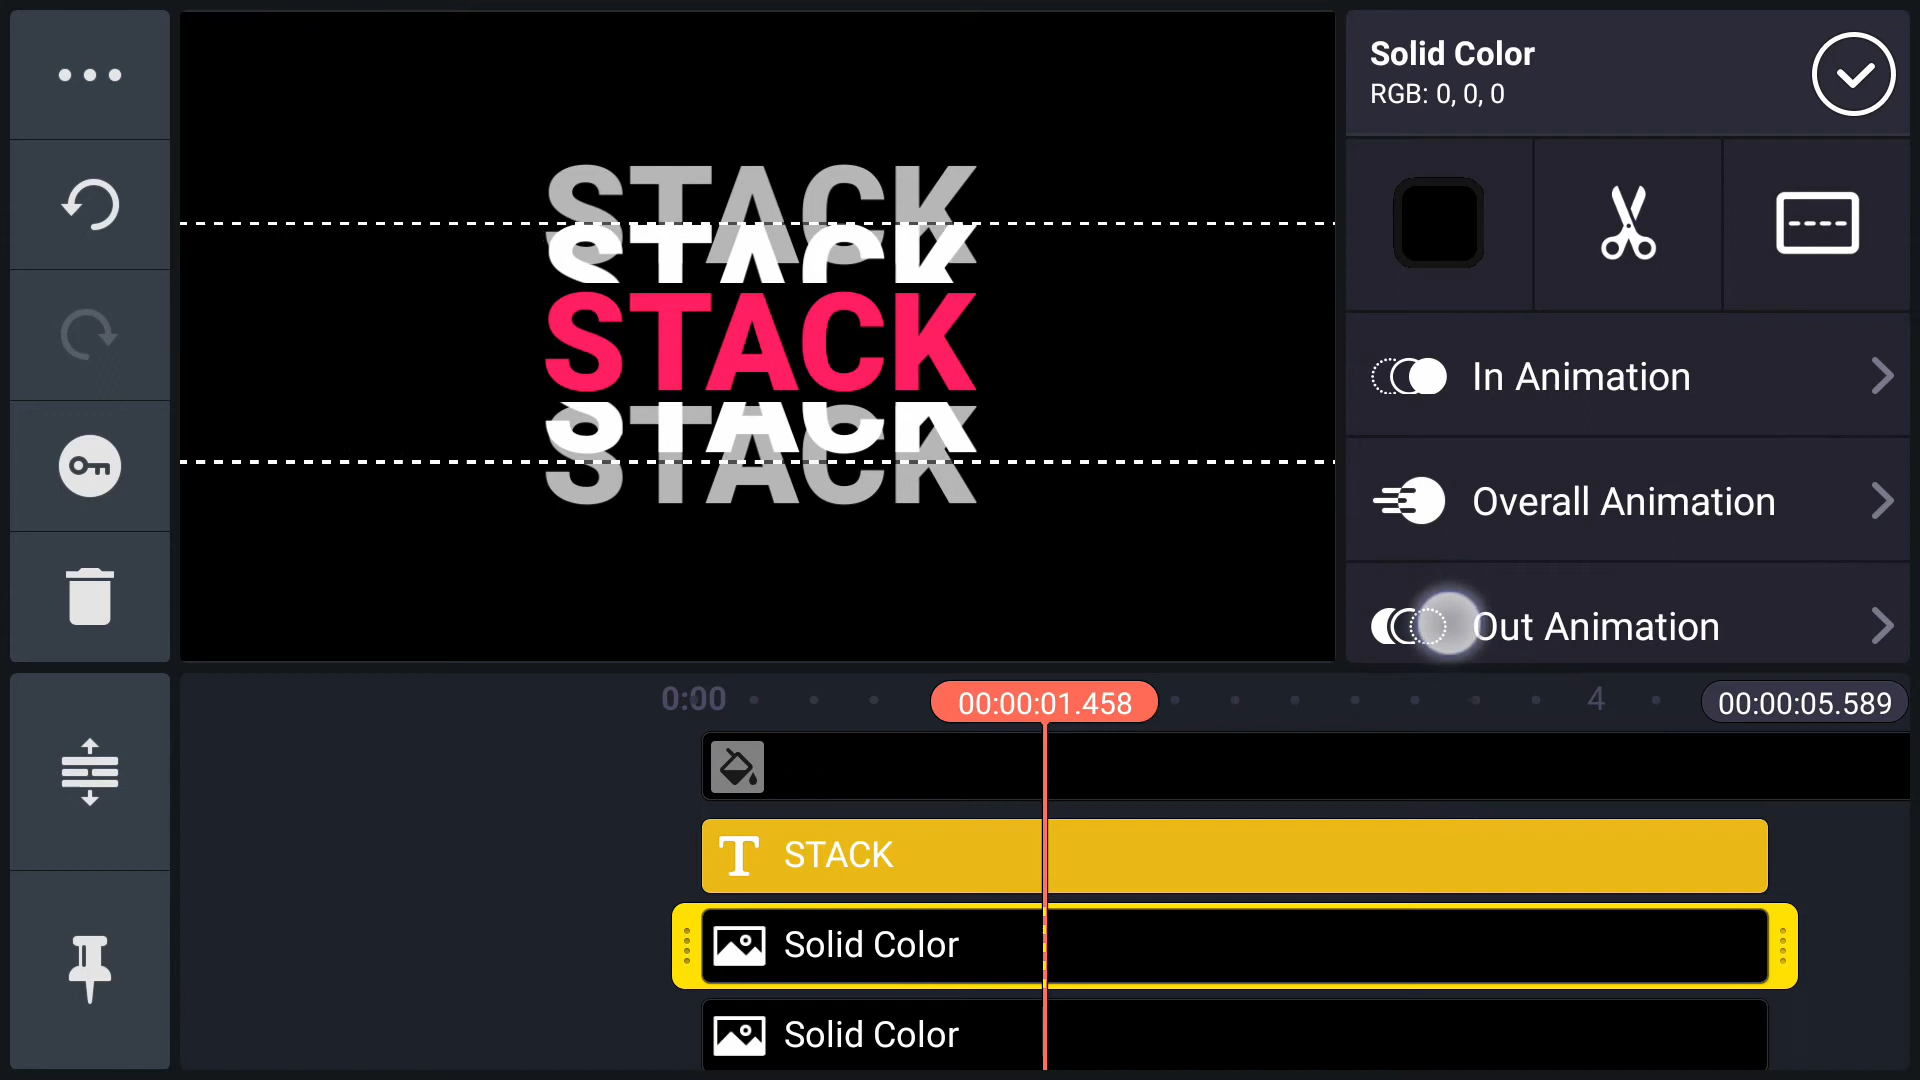 Solid Color
RGB: 0, 0, 0
STACK
STACK
STACK
STACK
STACK
In Animation
Overall Animation
Out Animation
0:00
00:00:01.458
4
00:00:05.589
T STACK
Solid Color
Solid Color